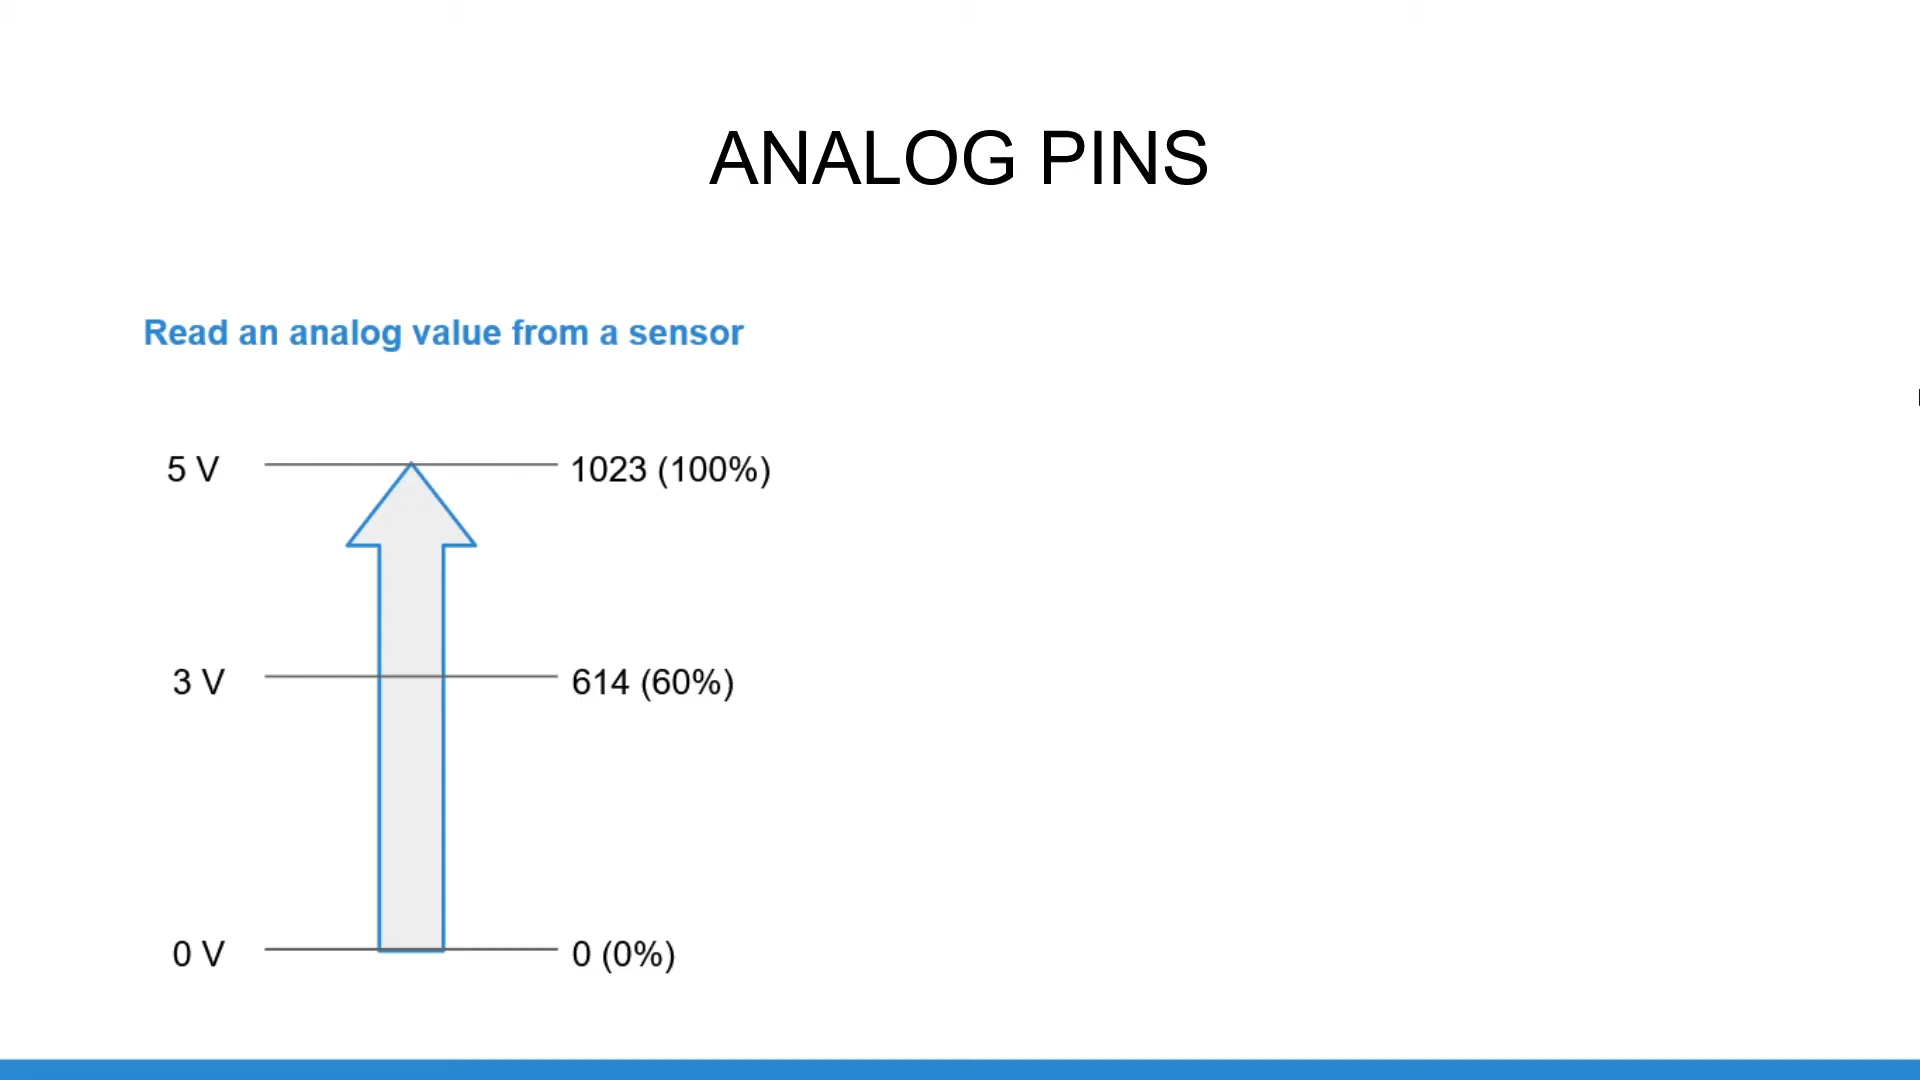 ANALOG PINS
Read an analog value from a sensor
5 V 1023 (100%)
3 V 614 (60%)
0 V 0 (0%)